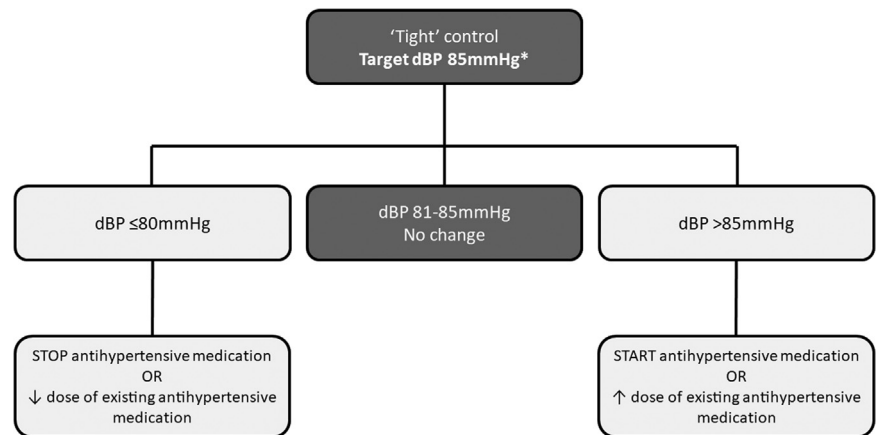 ‘Tight’ control
Target dBP 85mmHg*
dBP ≤80mmHg
dBP 81-85mmHg
No change
dBP >85mmHg
STOP antihypertensive medication
OR
↓ dose of existing antihypertensive
medication
START antihypertensive medication
OR
↑ dose of existing antihypertensive
medication